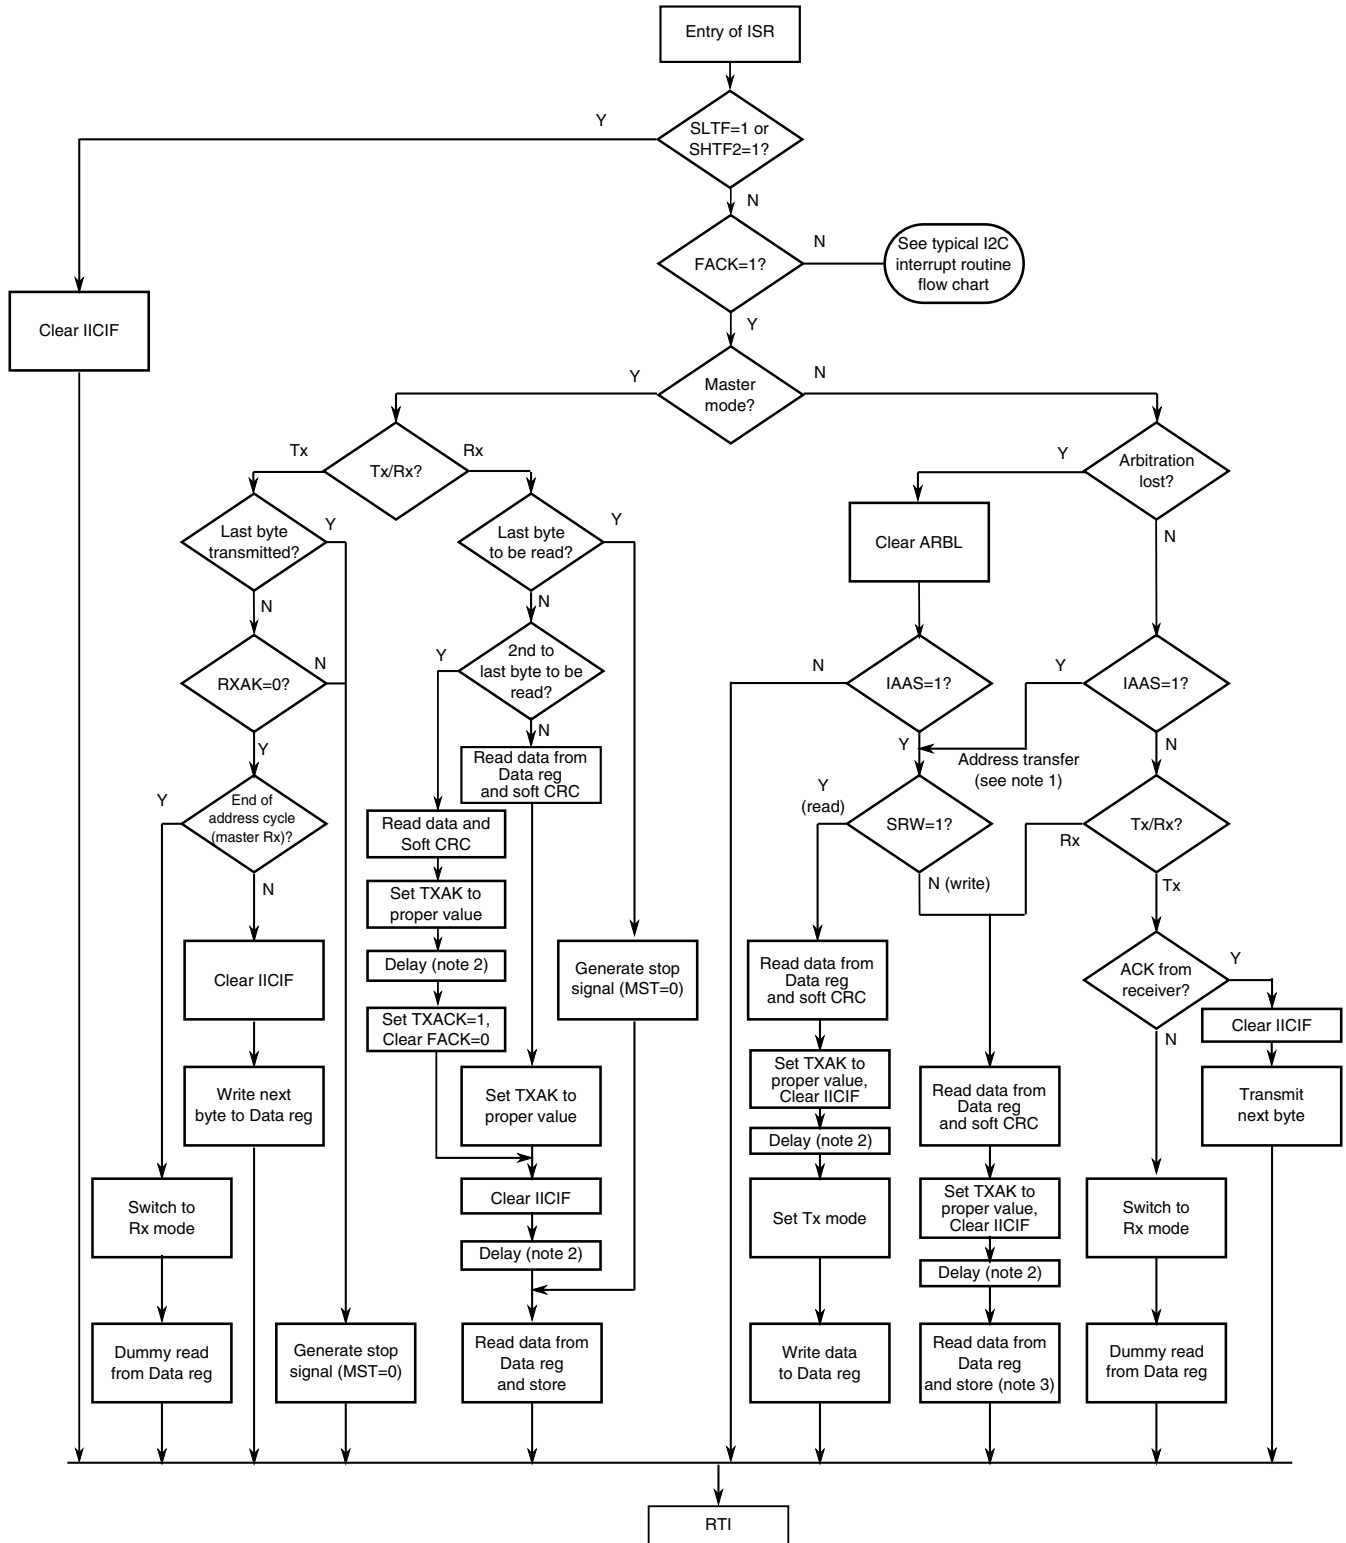 Entry of ISR
Y
SLTF=1 or
SHTF2=1?
N
FACK=1?
N
See typical I2C
interrupt routine
flow chart
Y
Clear IICIF
Y
Master
mode?
N
Tx
Tx/Rx?
Rx
Y
Arbitration
lost?
Last byte
transmitted?
Y
Last byte
to be read?
Y
Clear ARBL
N
N
N
RXAK=0?
N
Y
2nd to
last byte to be
read?
N
IAAS=1?
Y
IAAS=1?
Y
N
Y
N
Address transfer
(see note 1)
Read data from
Data reg
and soft CRC
Y
End of
address cycle
(master Rx)?
Y
(read)
SRW=1?
Tx/Rx?
Rx
Read data and
Soft CRC
N
N (write)
Tx
Set TXAK to
proper value
Clear IICIF
Delay (note 2)
Generate stop
signal (MST=0)
Read data from
Data reg
and soft CRC
ACK from
receiver?
Y
Set TXACK=1,
Clear FACK=0
Clear IICIF
N
Write next
byte to Data reg
Set TXAK to
proper value
Set TXAK to
proper value,
Clear IICIF
Read data from
Data reg
and soft CRC
Transmit
next byte
Delay (note 2)
Switch to
Rx mode
Clear IICIF
Set Tx mode
Set TXAK to
proper value,
Clear IICIF
Switch to
Rx mode
Delay (note 2)
Delay (note 2)
Dummy read
from Data reg
Generate stop
signal (MST=0)
Read data from
Data reg
and store
Write data
to Data reg
Read data from
Data reg
and store (note 3)
Dummy read
from Data reg
RTI